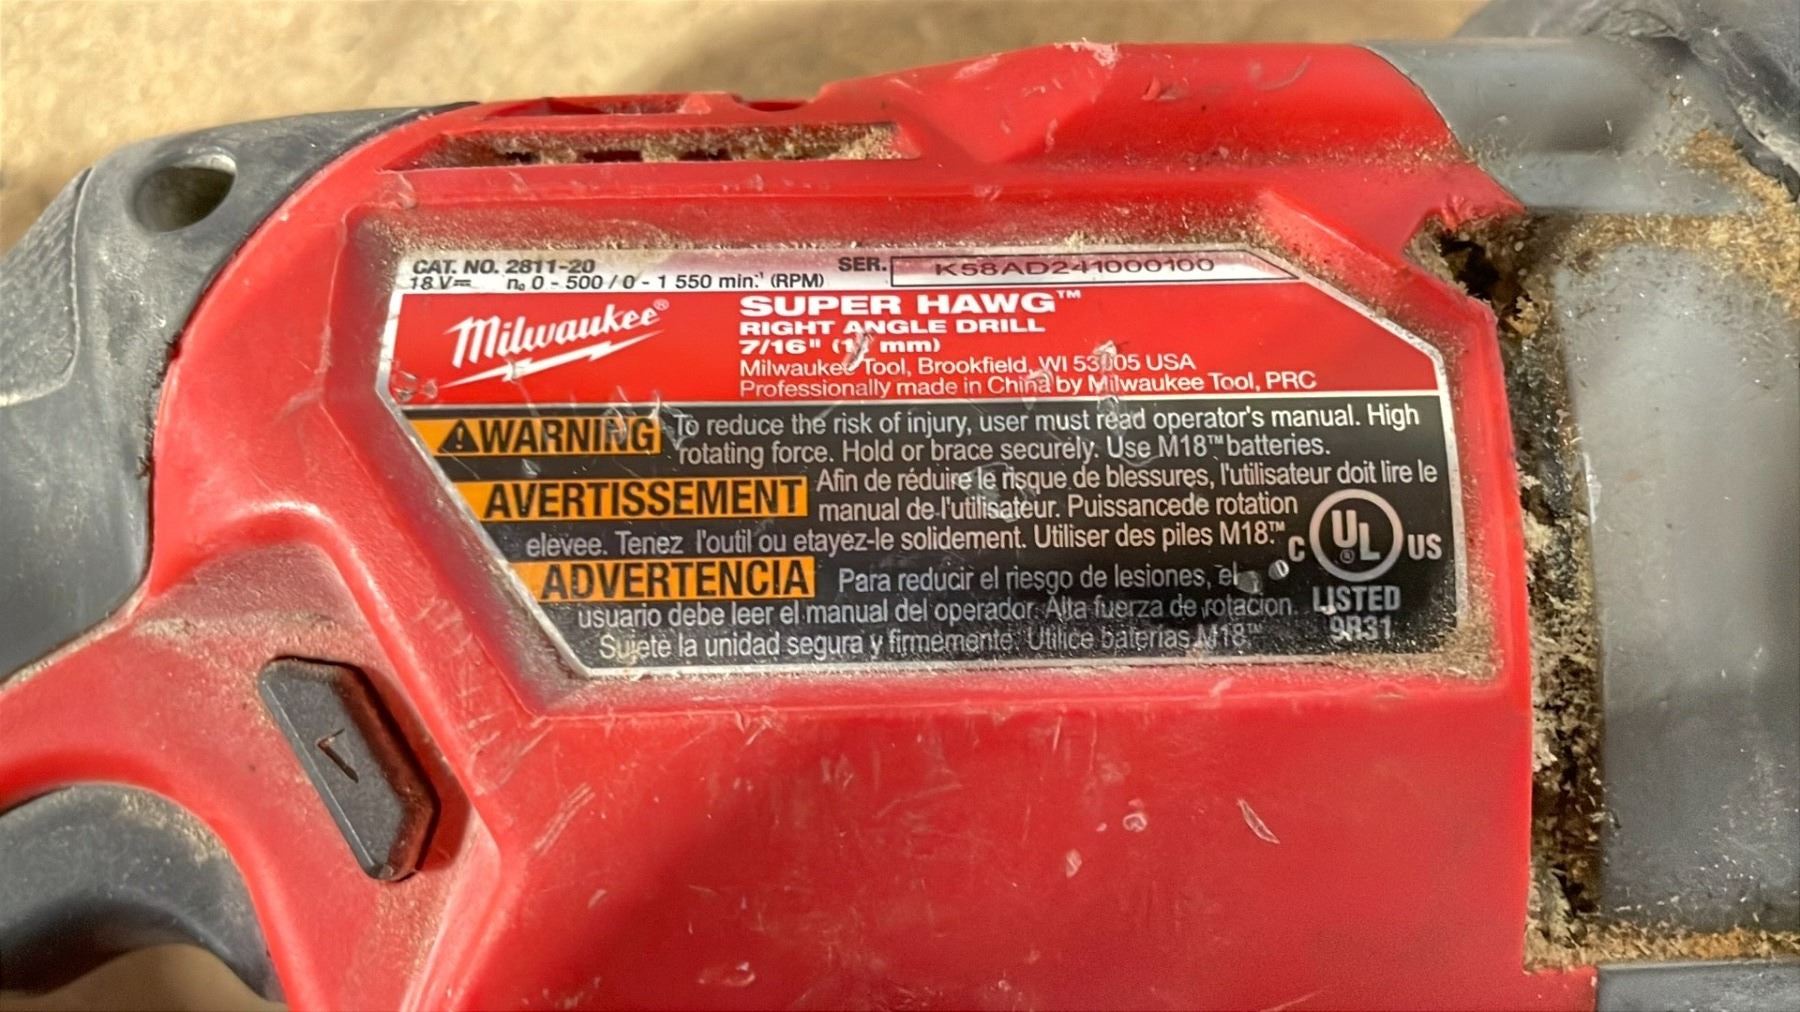 CAT. NO. 2811-20 SER. K58AD241000100
18 V⎓ n₀ 0 - 500 / 0 - 1 550 min⁻¹ (RPM)
Milwaukee®
SUPER HAWG™
RIGHT ANGLE DRILL
7/16" mm)
Milwaukee Tool, Brookfield, WI 53005 USA
Professionally made in China by Milwaukee Tool, PRC
⚠WARNING To reduce the risk of injury, user must read operator's manual. High
rotating force. Hold or brace securely. Use M18™ batteries.
AVERTISSEMENT Afin de réduire le risque de blessures, l'utilisateur doit lire le
manual de l'utilisateur. Puissancede rotation
elevee. Tenez l'outil ou etayez-le solidement. Utiliser des piles M18.™
ADVERTENCIA Para reducir el riesgo de lesiones, el
usuario debe leer el manual del operador. Alta fuerza de rotacion.
Sujete la unidad segura y firmemente. Utilice baterias M18™
C UL® US
LISTED
9B31